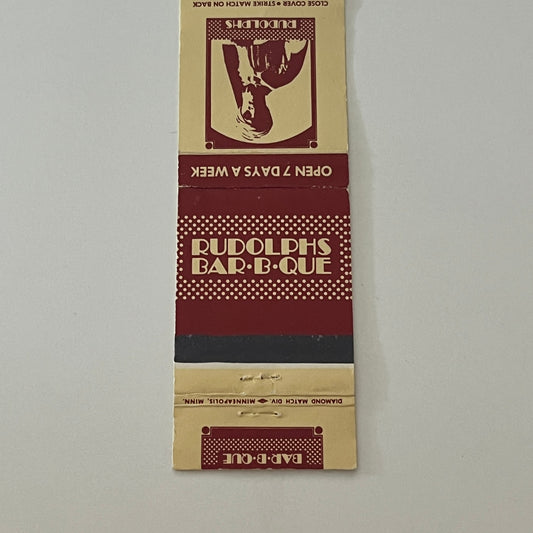 CLOSE COVER • STRIKE MATCH ON BACK
RUDOLPHS
OPEN 7 DAYS A WEEK
RUDOLPHS
BAR•B•QUE
DIAMOND MATCH DIV. MINNEAPOLIS, MINN.
BAR•B•QUE